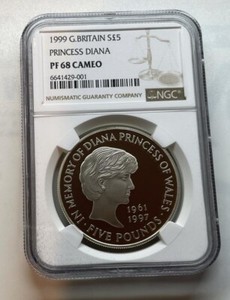 1999 G.BRITAIN S$5
PRINCESS DIANA
PF 68 CAMEO
6641429-001
NUMISMATIC GUARANTY COMPANY
NGC
IN MEMORY OF DIANA PRINCESS OF WALES
1961
1997
· FIVE POUNDS ·